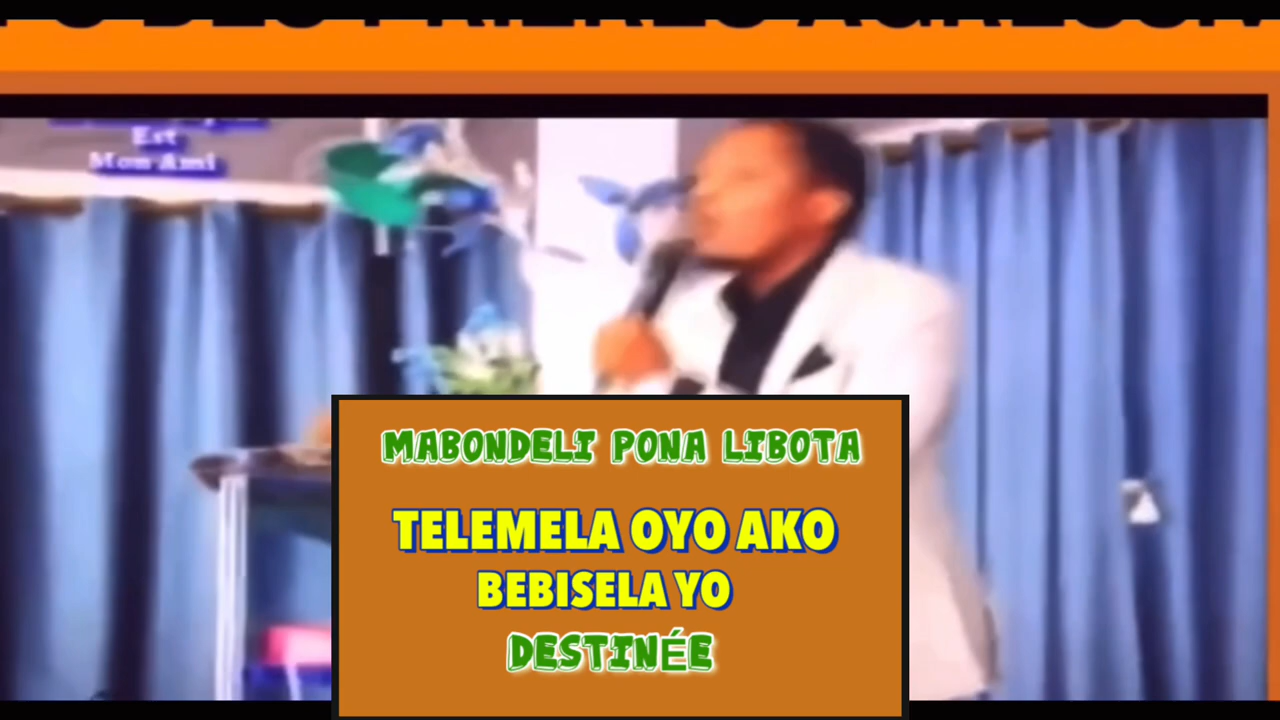 Est
Mon Ami
MABONDELI PONA LIBOTA
TELEMELA OYO AKO
BEBISELA YO
DESTINÉE